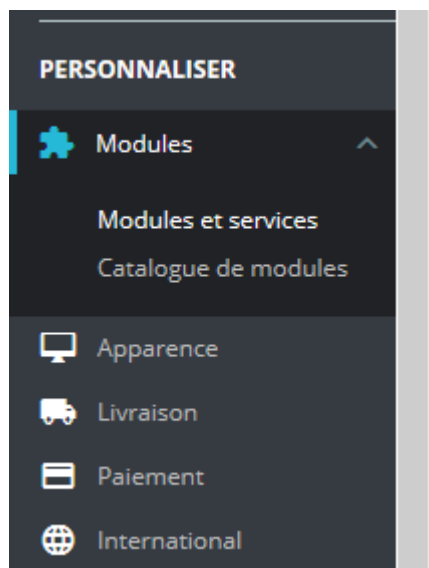 PERSONNALISER
Modules
Modules et services
Catalogue de modules
Apparence
Livraison
Paiement
International